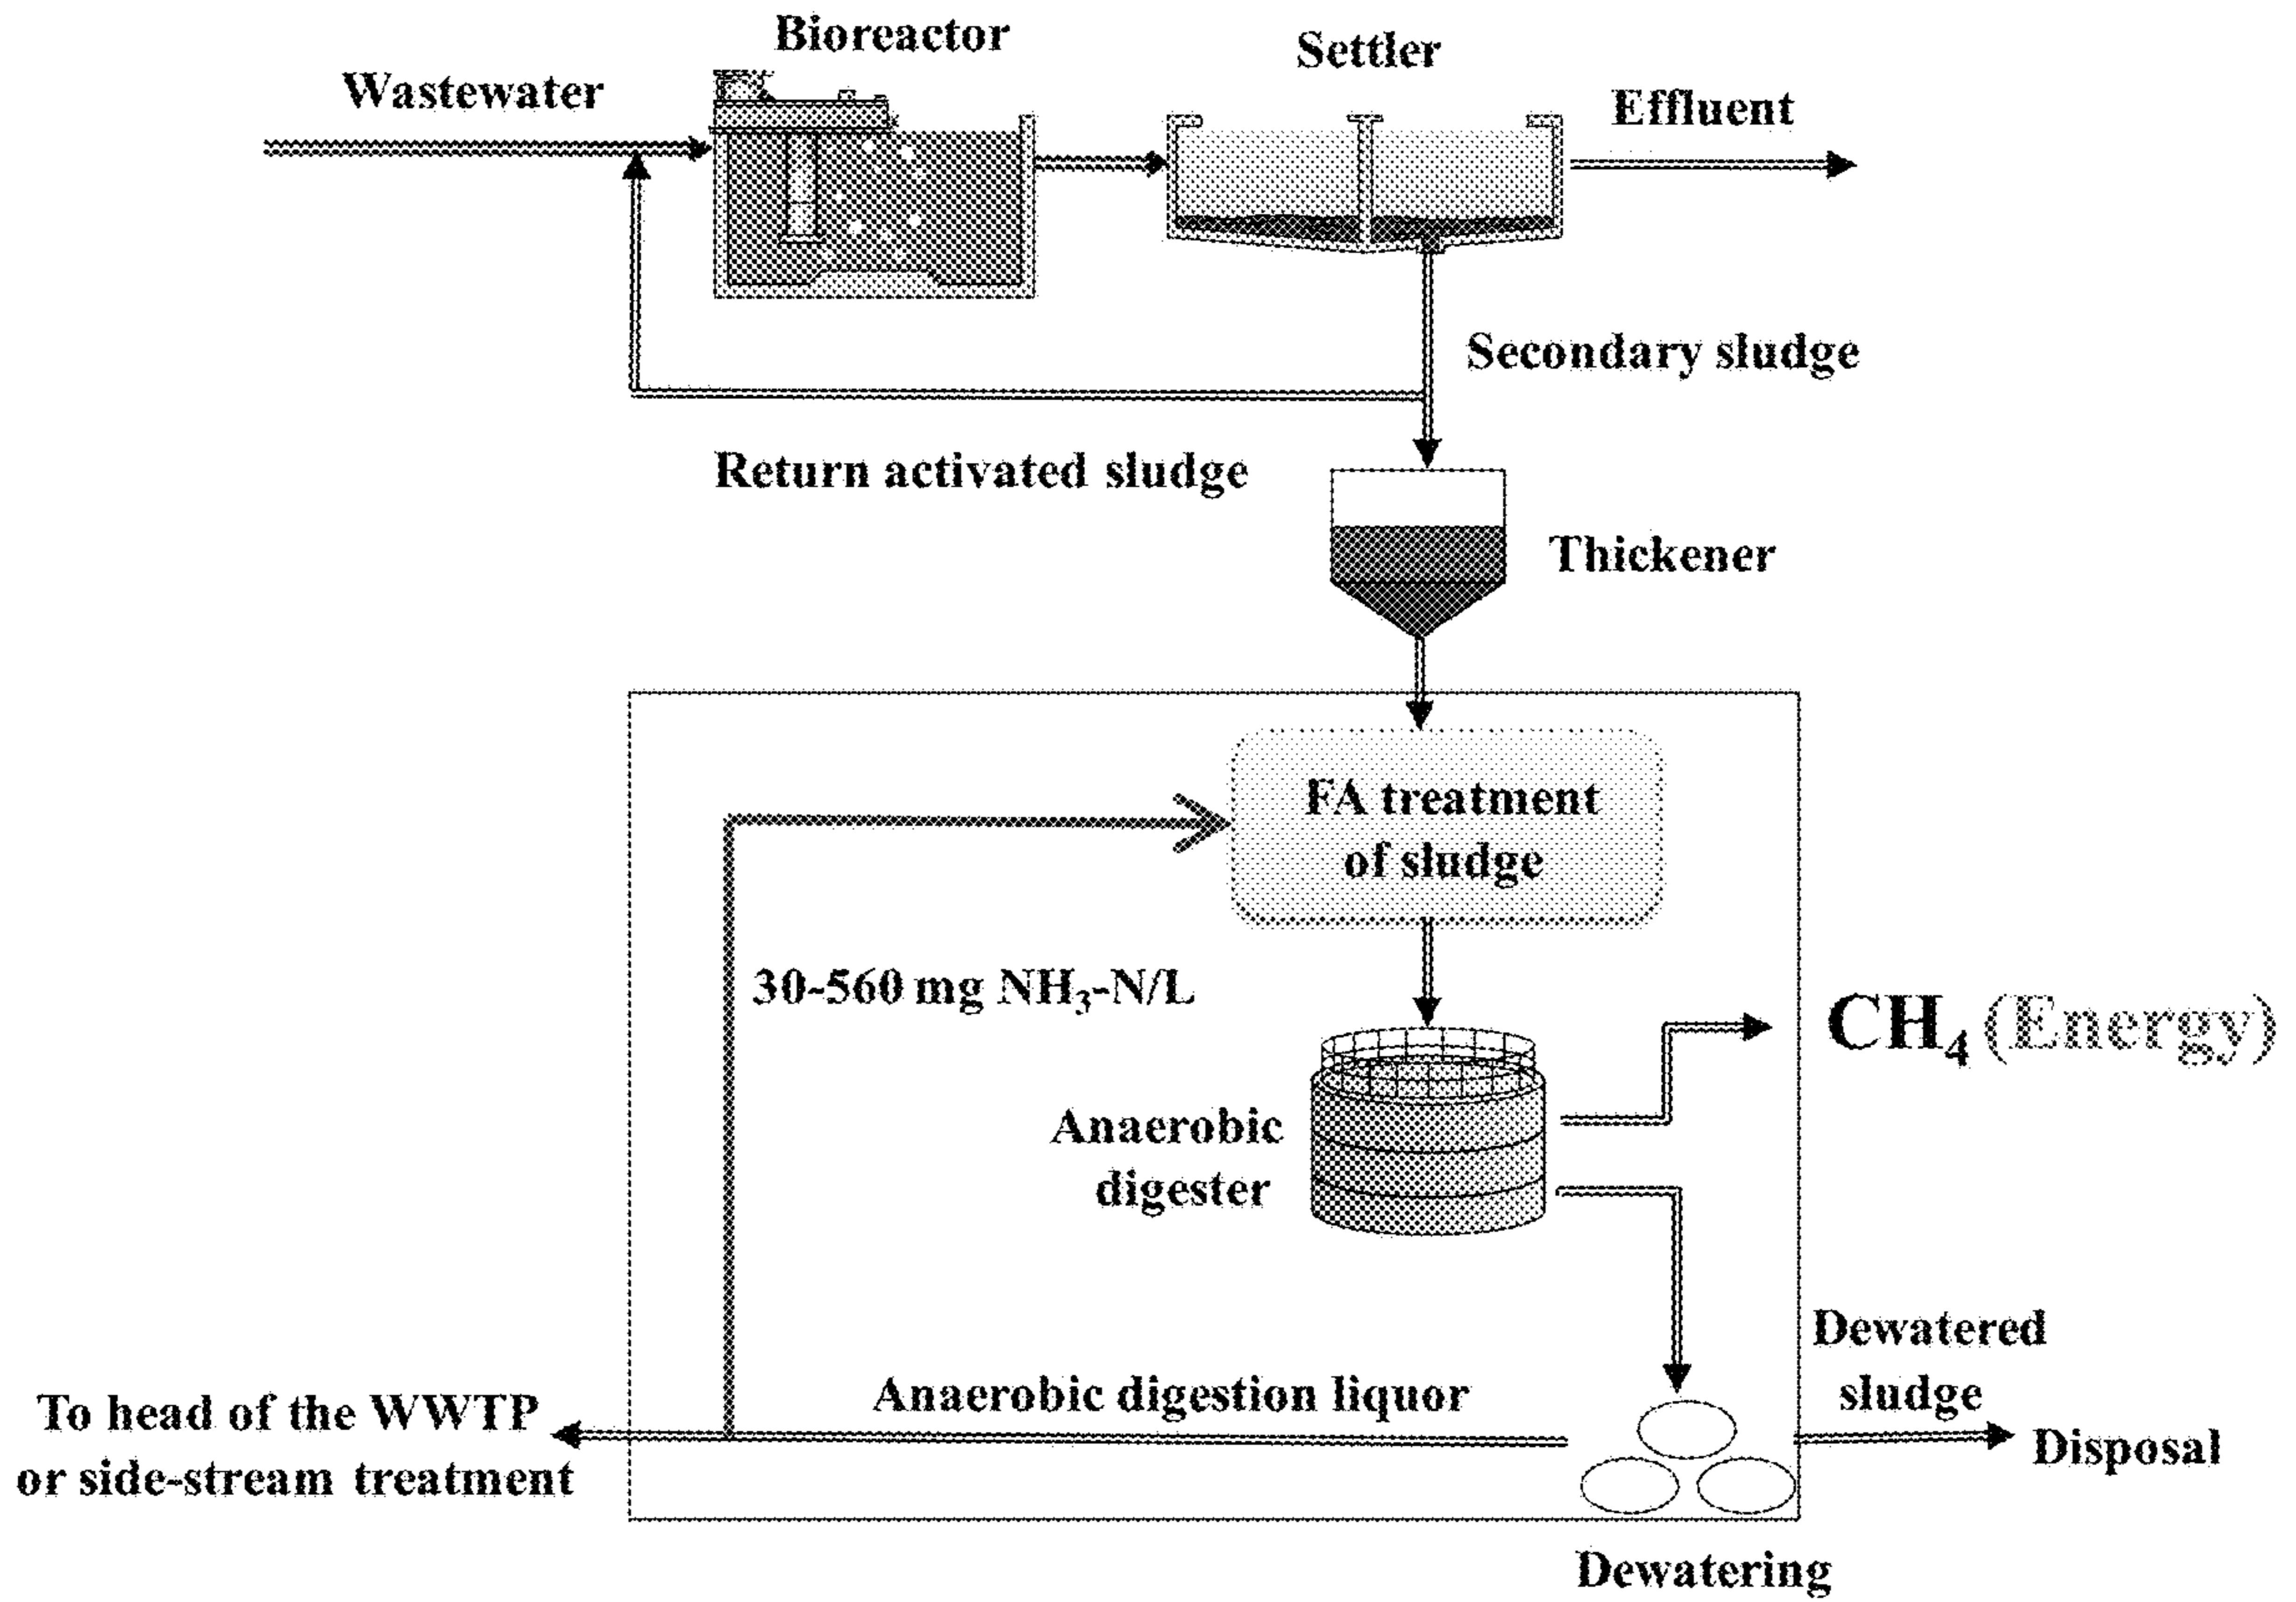 Bioreactor
Settler
Wastewater
Effluent
Secondary sludge
Return activated sludge
Thickener
FA treatment
of sludge
30-560 mg NH₃-N/L
CH₄ (Energy)
Anaerobic
digester
Dewatered
sludge
Anaerobic digestion liquor
To head of the WWTP
or side-stream treatment
Disposal
Dewatering